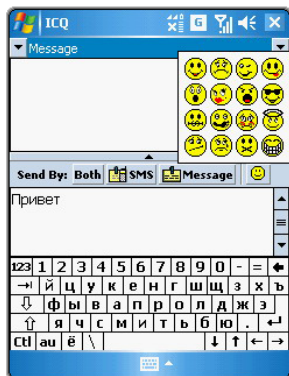 ICQ
G
Message
Send By: Both SMS Message
Привет
123 1 2 3 4 5 6 7 8 9 0 - =
й ц у к е н г ш щ з х ъ
ф ы в а п р о л д ж э
я ч с м и т ь б ю .
Ctl au ё \